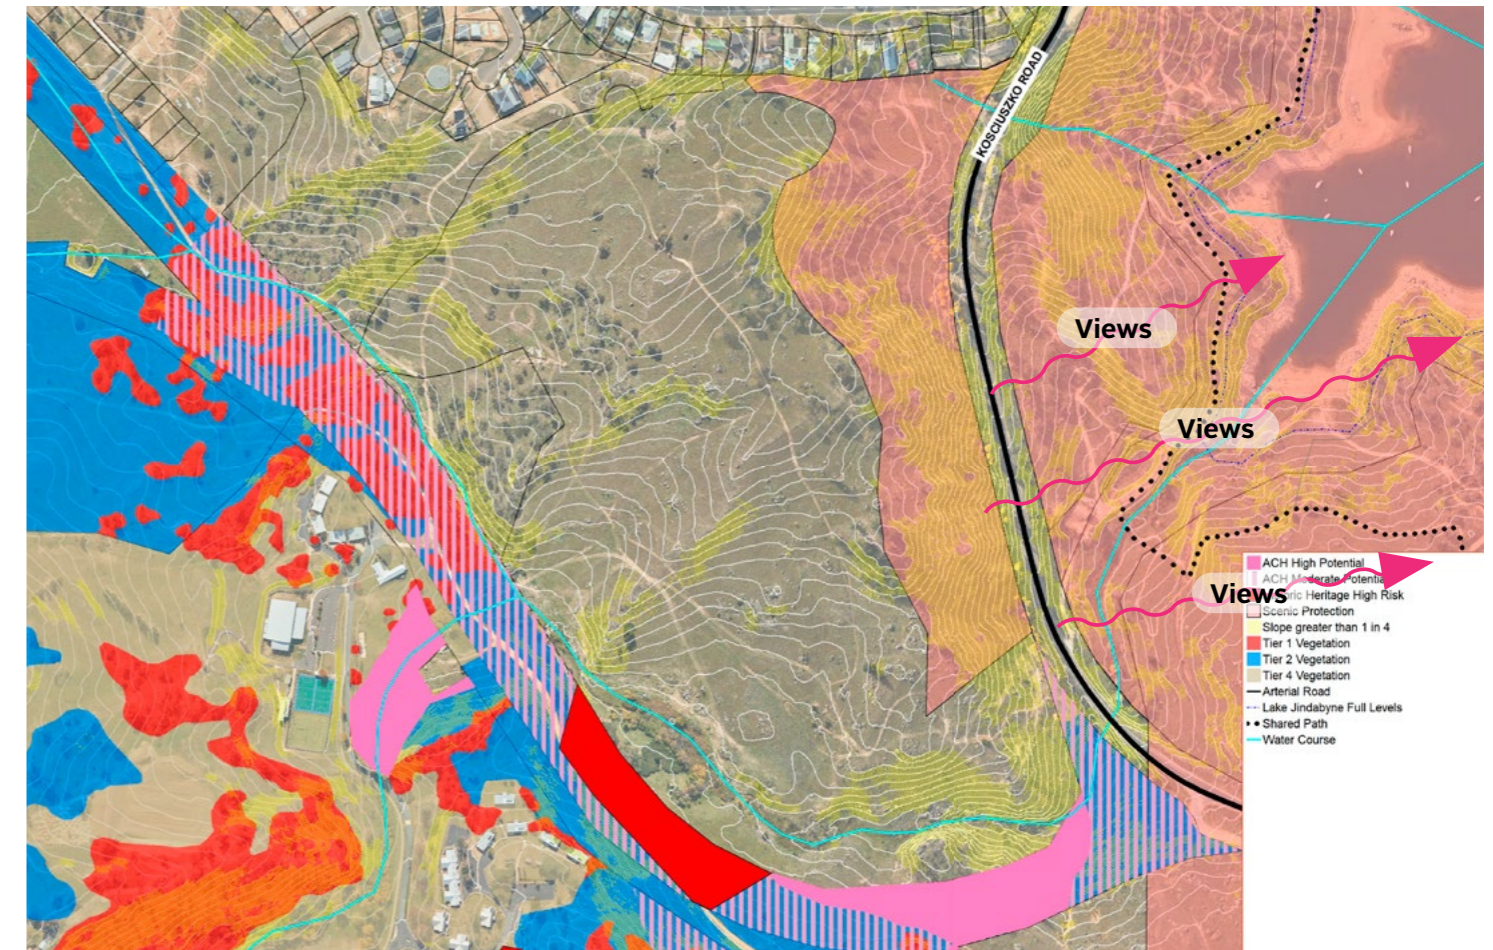 KOSCIUSZKO ROAD
Views
Views
Views
ACH High Potential
ACH Moderate Potential
ric Heritage High Risk
Scenic Protection
Slope greater than 1 in 4
Tier 1 Vegetation
Tier 2 Vegetation
Tier 4 Vegetation
Arterial Road
Lake Jindabyne Full Levels
Shared Path
Water Course